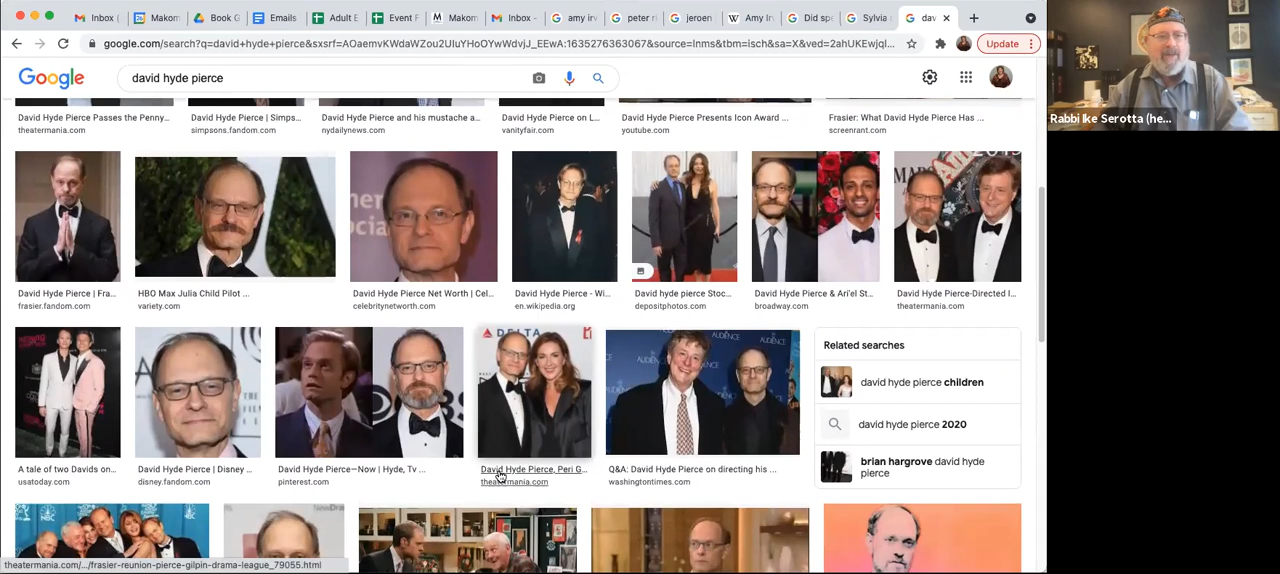 Inbox (
Makom
Book G
Emails
Adult E
Event F
Makom
Inbox -
amy irv
peter ri
jeroen
Amy Irv
Did spe
Sylvia s
dav
google.com/search?q=david+hyde+pierce&sxsrf=AOaemvKWdaWZou2UIuYHoOYwWdvjJ_EEwA:1635276363067&source=lnms&tbm=isch&sa=X&ved=2ahUKEwjql...
Update
Google
david hyde pierce
David Hyde Pierce Passes the Penny...
David Hyde Pierce | Simps...
David Hyde Pierce and his mustache a...
David Hyde Pierce on L...
David Hyde Pierce Presents Icon Award ...
Frasier: What David Hyde Pierce Has ...
theatermania.com
simpsons.fandom.com
nydailynews.com
vanityfair.com
youtube.com
screenrant.com
Rabbi Ike Serotta (he...
David Hyde Pierce | Fra...
HBO Max Julia Child Pilot ...
David Hyde Pierce Net Worth | Cel...
David Hyde Pierce - Wi...
David hyde pierce Stoc...
David Hyde Pierce & Ari'el St...
David Hyde Pierce-Directed I...
frasier.fandom.com
variety.com
celebritynetworth.com
en.wikipedia.org
depositphotos.com
broadway.com
theatermania.com
DELTA
Related searches
david hyde pierce children
david hyde pierce 2020
brian hargrove david hyde
pierce
A tale of two Davids on...
David Hyde Pierce | Disney ...
David Hyde Pierce—Now | Hyde, Tv ...
David Hyde Pierce, Peri G...
Q&A: David Hyde Pierce on directing his ...
usatoday.com
disney.fandom.com
pinterest.com
theatermania.com
washingtontimes.com
theatermania.com/.../frasier-reunion-pierce-gilpin-drama-league_79055.html